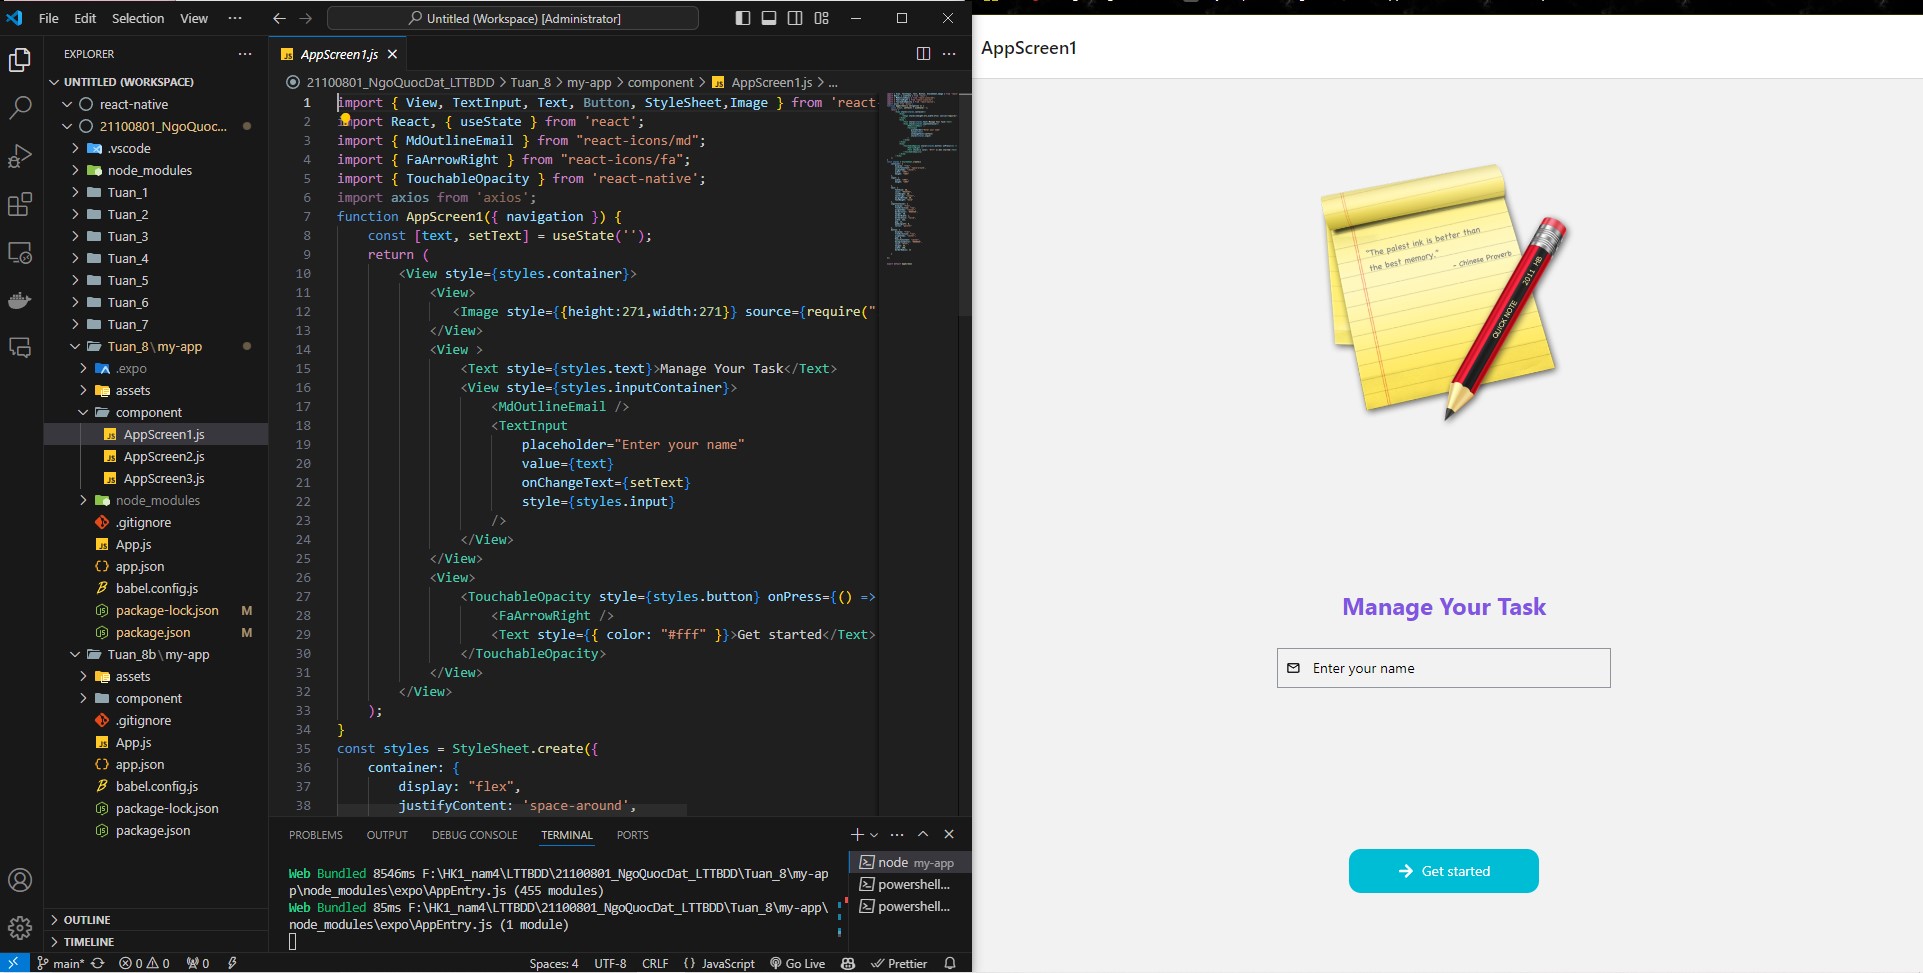 File Edit Selection View ...
Untitled (Workspace) [Administrator]
EXPLORER
UNTITLED (WORKSPACE)
react-native
21100801_NgoQuoc...
.vscode
node_modules
Tuan_1
Tuan_2
Tuan_3
Tuan_4
Tuan_5
Tuan_6
Tuan_7
Tuan_8\my-app
.expo
assets
component
AppScreen1.js
AppScreen2.js
AppScreen3.js
node_modules
.gitignore
App.js
app.json
babel.config.js
package-lock.json M
package.json M
Tuan_8b\my-app
assets
component
.gitignore
App.js
app.json
babel.config.js
package-lock.json
package.json
OUTLINE
TIMELINE
AppScreen1.js
21100801_NgoQuocDat_LTTBDD > Tuan_8 > my-app > component > AppScreen1.js > ...
1 import { View, TextInput, Text, Button, StyleSheet,Image } from 'react-
2 import React, { useState } from 'react';
3 import { MdOutlineEmail } from "react-icons/md";
4 import { FaArrowRight } from "react-icons/fa";
5 import { TouchableOpacity } from 'react-native';
6 import axios from 'axios';
7 function AppScreen1({ navigation }) {
8 const [text, setText] = useState('');
9 return (
10 <View style={styles.container}>
11 <View>
12 <Image style={{height:271,width:271}} source={require("
13 </View>
14 <View >
15 <Text style={styles.text}>Manage Your Task</Text>
16 <View style={styles.inputContainer}>
17 <MdOutlineEmail />
18 <TextInput
19 placeholder="Enter your name"
20 value={text}
21 onChangeText={setText}
22 style={styles.input}
23 />
24 </View>
25 </View>
26 <View>
27 <TouchableOpacity style={styles.button} onPress={() =>
28 <FaArrowRight />
29 <Text style={{ color: "#fff" }}>Get started</Text>
30 </TouchableOpacity>
31 </View>
32 </View>
33 );
34 }
35 const styles = StyleSheet.create({
36 container: {
37 display: "flex",
38 justifyContent: 'space-around',
PROBLEMS OUTPUT DEBUG CONSOLE TERMINAL PORTS
Web Bundled 8546ms F:\HK1_nam4\LTTBDD\21100801_NgoQuocDat_LTTBDD\Tuan_8\my-ap
p\node_modules\expo\AppEntry.js (455 modules)
Web Bundled 85ms F:\HK1_nam4\LTTBDD\21100801_NgoQuocDat_LTTBDD\Tuan_8\my-app\
node_modules\expo\AppEntry.js (1 module)
node my-app
powershell...
powershell...
main* 0 0 0 Spaces: 4 UTF-8 CRLF {} JavaScript Go Live Prettier
AppScreen1
"The palest ink is better than
the best memory."
- Chinese Proverb
QUICK NOTE 2011 HB
Manage Your Task
Enter your name
Get started